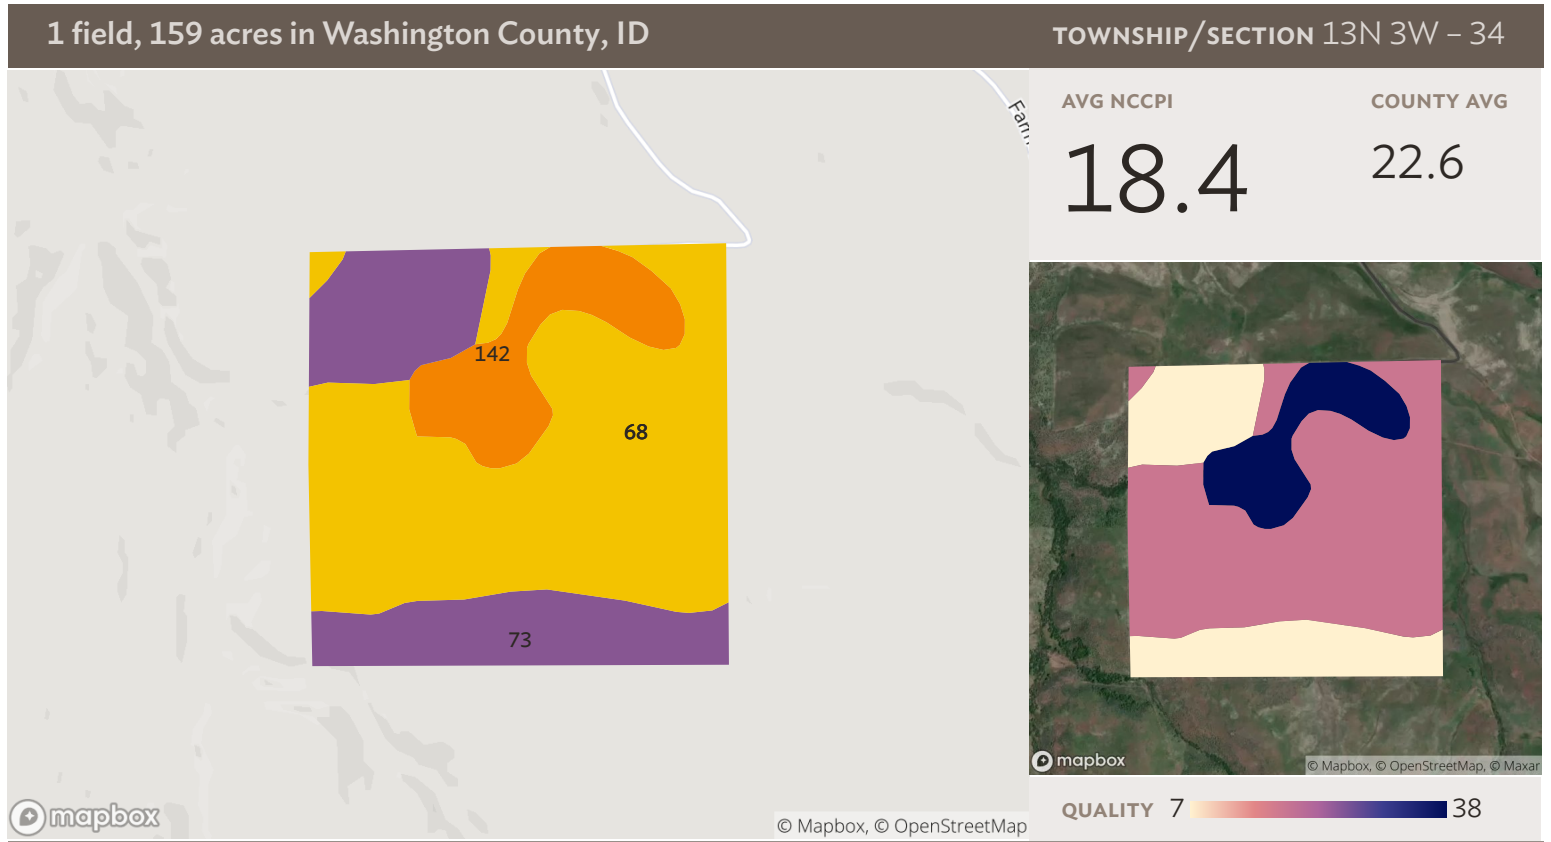 1 field, 159 acres in Washington County, ID
TOWNSHIP/SECTION 13N 3W – 34
Farm
AVG NCCPI
COUNTY AVG
18.4
22.6
142
68
73
mapbox
© Mapbox, © OpenStreetMap
mapbox
© Mapbox, © OpenStreetMap, © Maxar
QUALITY 7 38